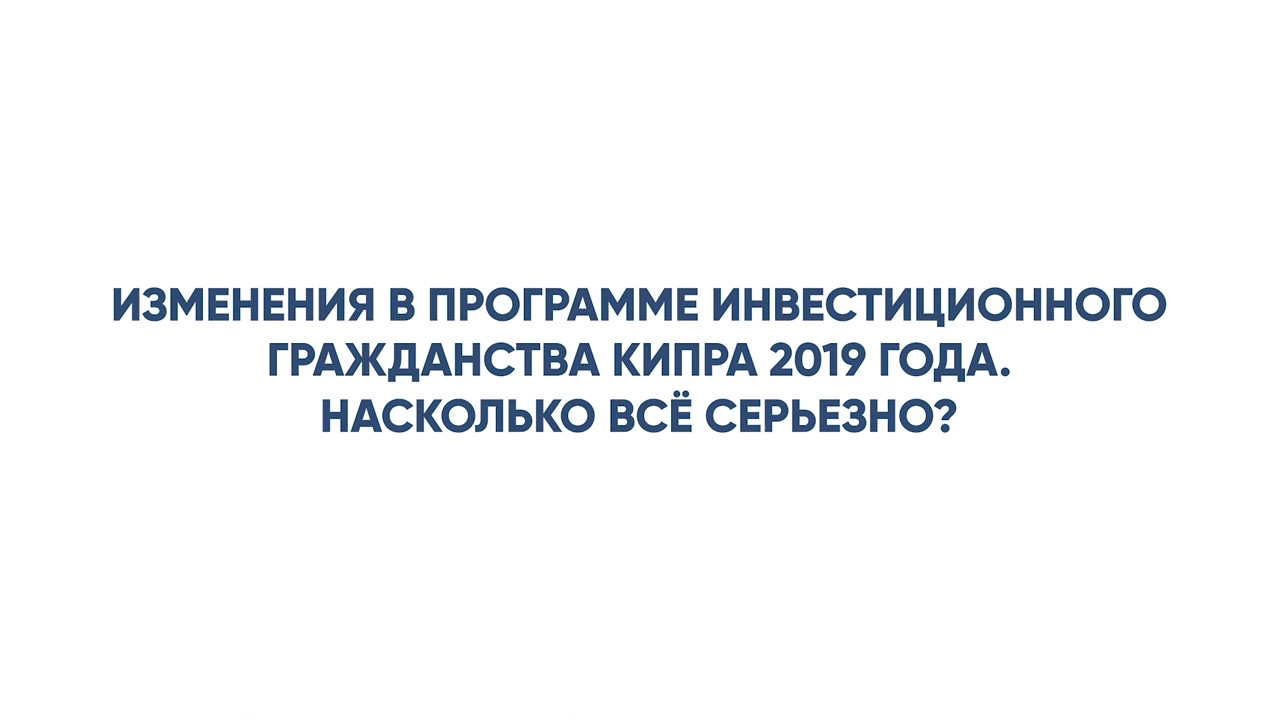 ИЗМЕНЕНИЯ В ПРОГРАММЕ ИНВЕСТИЦИОННОГО
ГРАЖДАНСТВА КИПРА 2019 ГОДА.
НАСКОЛЬКО ВСЁ СЕРЬЕЗНО?